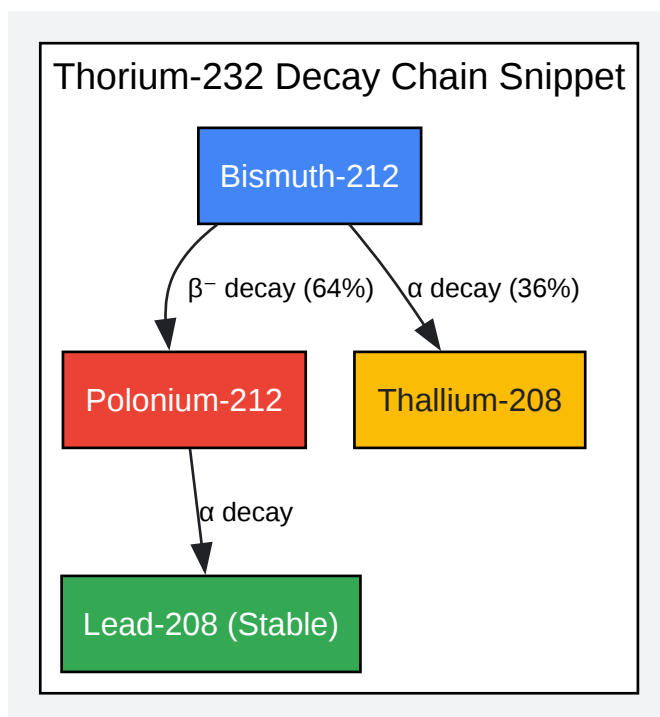 Thorium-232 Decay Chain Snippet
Bismuth-212
β⁻ decay (64%)
α decay (36%)
Polonium-212
Thallium-208
α decay
Lead-208 (Stable)